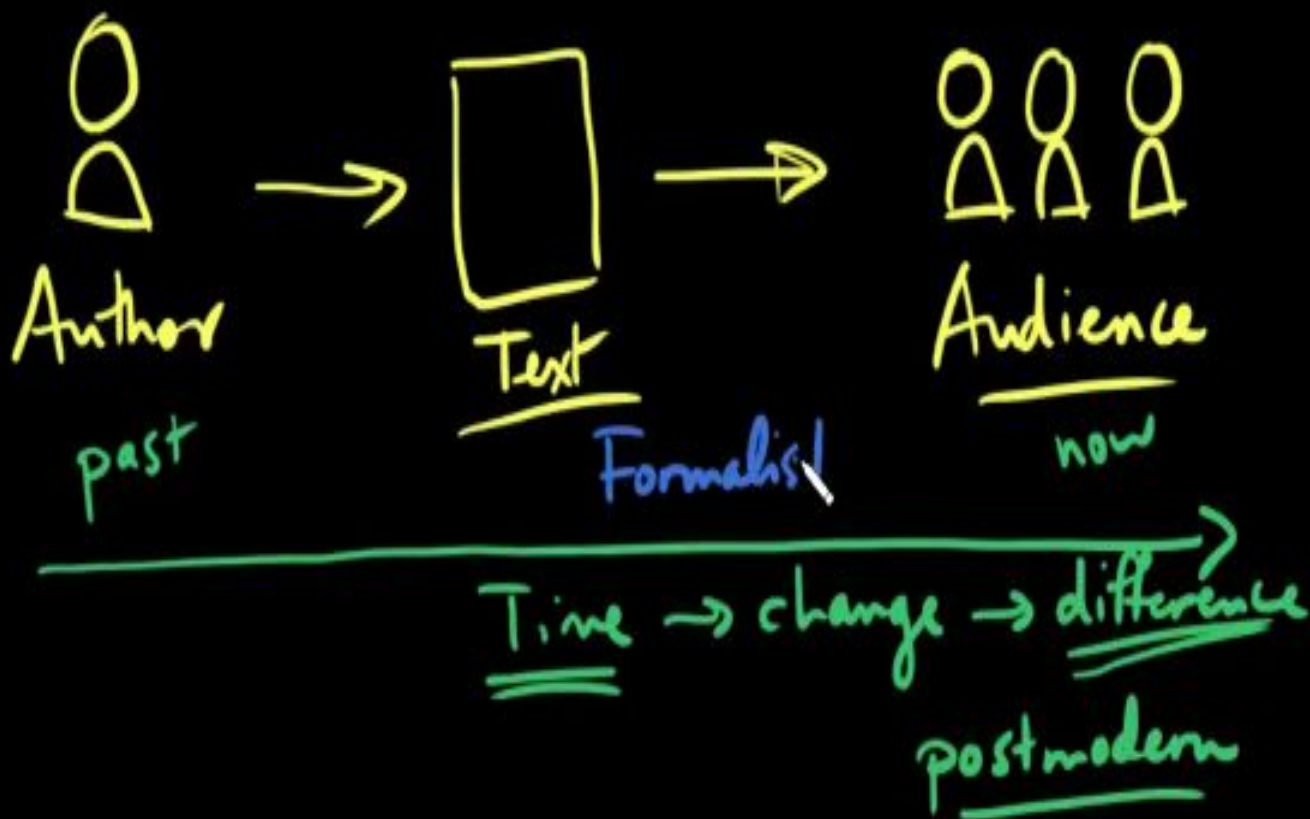 Author
Text
Audience
past
Formalist
now
Time → change → difference
postmodern